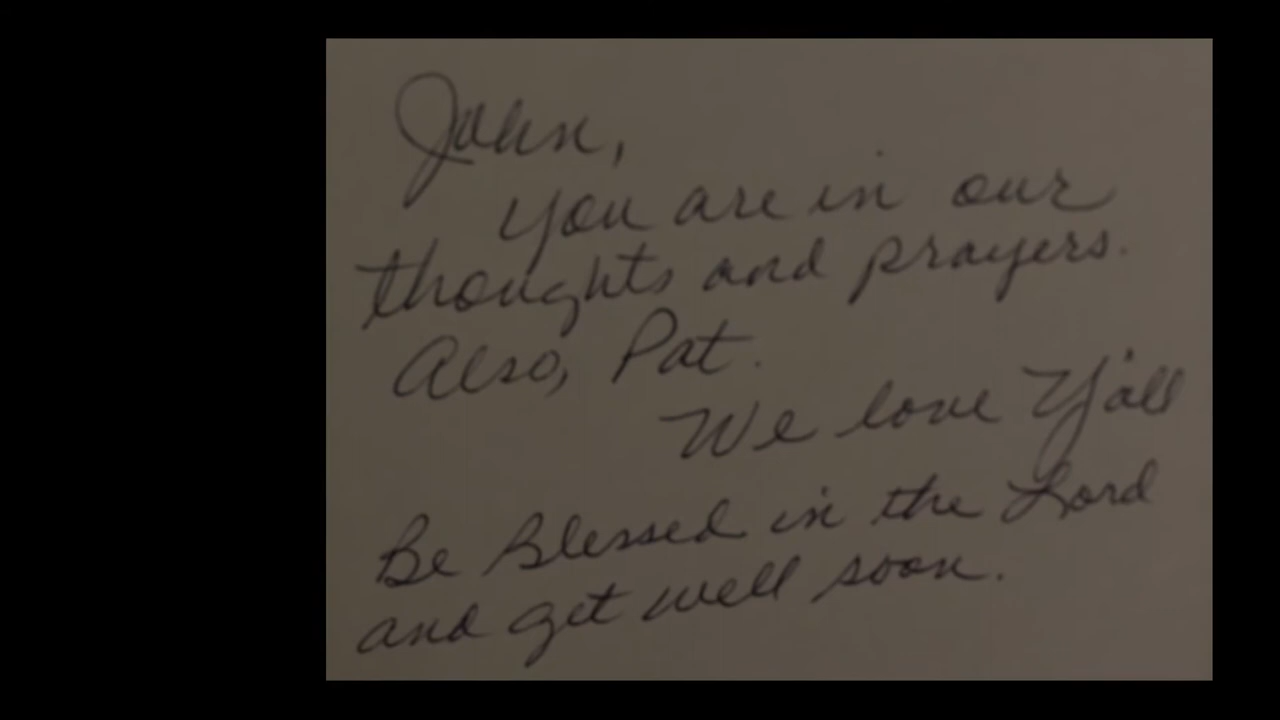 John,
You are in our
thoughts and prayers.
Also, Pat.
We love Y'all
Be Blessed in the Lord
and get well soon.